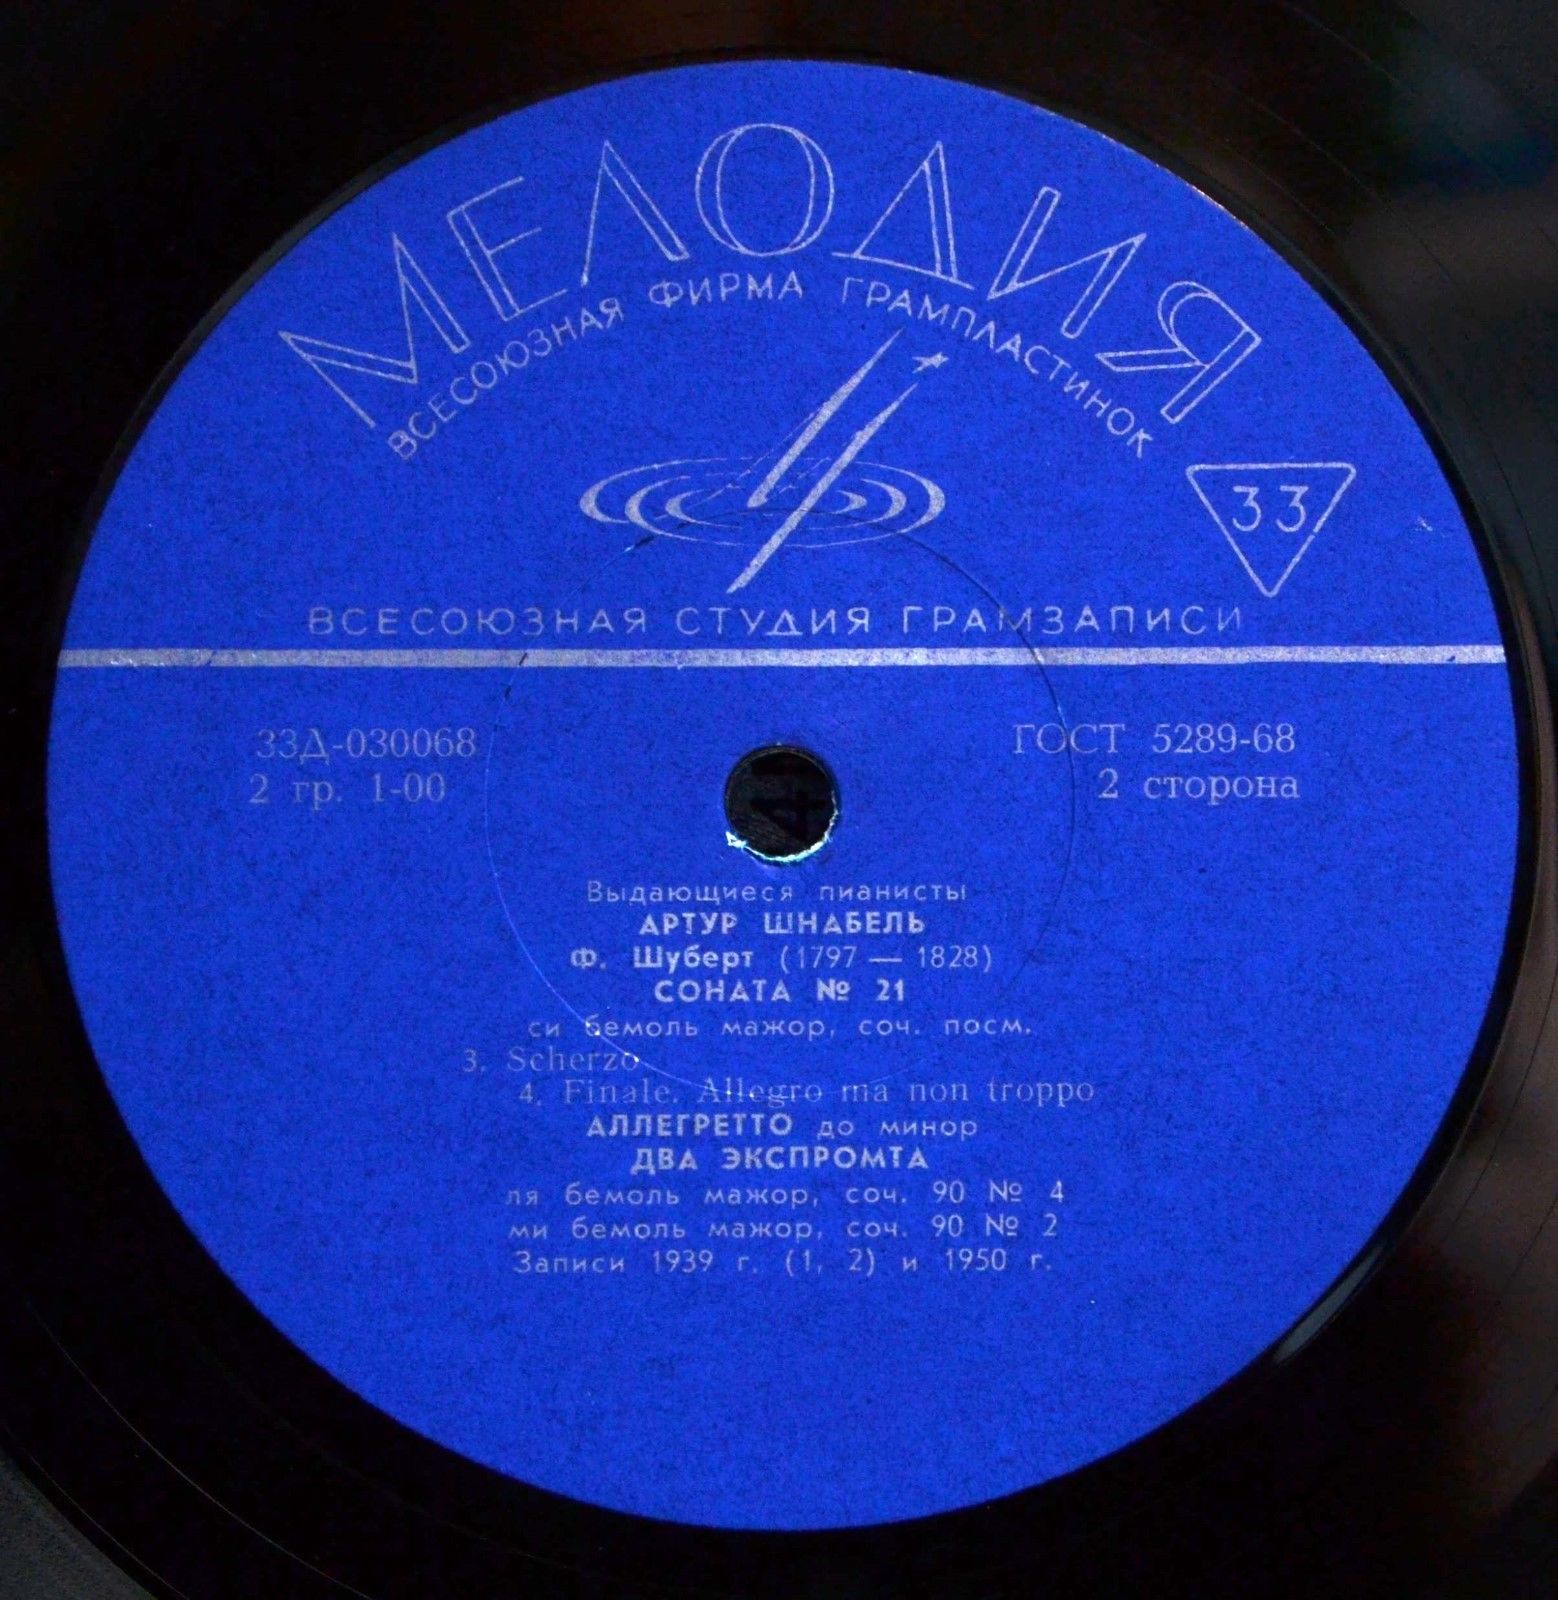 МЕЛОДИЯ
ВСЕСОЮЗНАЯ ФИРМА ГРАМПЛАСТИНОК
33
ВСЕСОЮЗНАЯ СТУДИЯ ГРАМЗАПИСИ
33Д-030068 ГОСТ 5289-68
2 гр. 1-00 2 сторона
Выдающиеся пианисты
АРТУР ШНАБЕЛЬ
Ф. Шуберт (1797 — 1828)
СОНАТА № 21
си бемоль мажор, соч. посм.
3. Scherzo
4. Finale. Allegro ma non troppo
АЛЛЕГРЕТТО до минор
ДВА ЭКСПРОМТА
ля бемоль мажор, соч. 90 № 4
ми бемоль мажор, соч. 90 № 2
Записи 1939 г. (1, 2) и 1950 г.